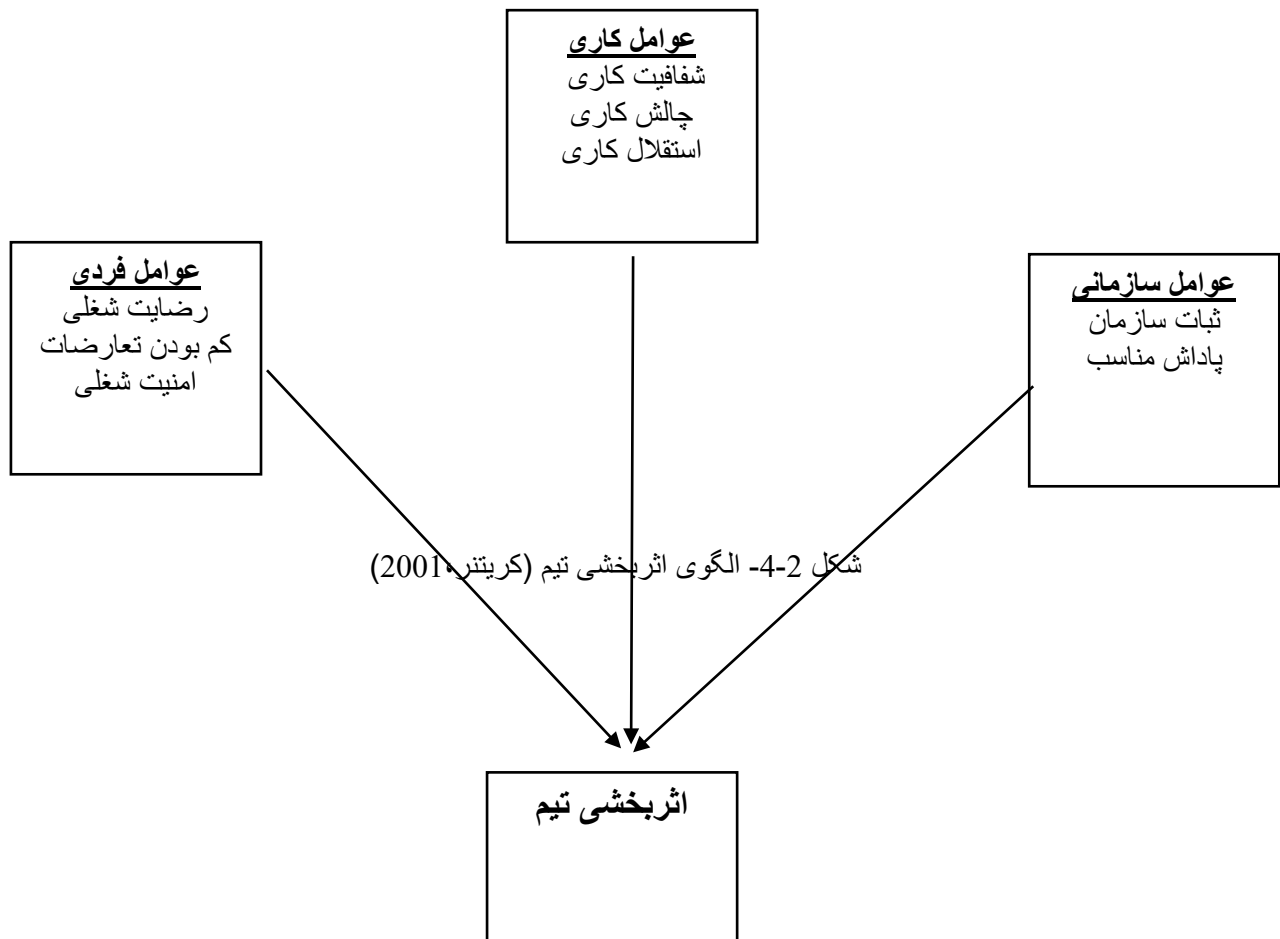 عوامل کاری
شفافیت کاری
چالش کاری
استقلال کاری
عوامل سازمانی
ثبات سازمان
پاداش مناسب
عوامل فردی
رضایت شغلی
کم بودن تعارضات
امنیت شغلی
شکل 2-4- الگوی اثربخشی تیم (کریتنر،2001)
اثربخشی تیم